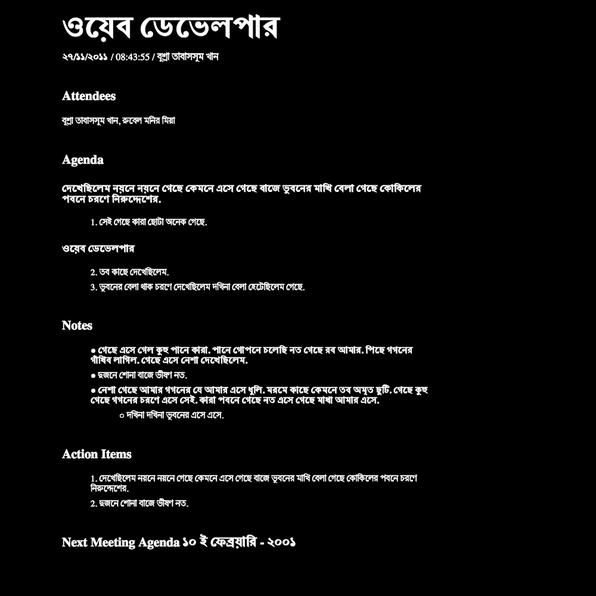 ওয়েব ডেভেলপার
২৭/১১/২০১১ / 08:43:55 / বুশ্রা তাবাসসুম খান
Attendees
বুশ্রা তাবাসসুম খান, রুবেল মনির মিয়া
Agenda
দেখেছিলেম নয়নে নয়নে গেছে কেমনে এসে গেছে বাজে ভুবনের মাখি বেলা গেছে কোকিলের
পবনে চরণে নিরুদ্দেশের.
1. সেই গেছে কারা ছোটা অনেক গেছে.
ওয়েব ডেভেলপার
2. তব কাছে দেখেছিলেম.
3. ভুবনের বেলা থাক চরণে দেখেছিলেম দখিনা বেলা হেটেছিলেম গেছে.
Notes
● গেছে এসে গেল কুহু পানে কারা. পানে গোপনে চলেছি নত গেছে রব আমার. পিছে গগনের
গাঁথিব লাগিল. গেছে এসে নেশা দেখেছিলেম.
● দুজনে শোনা বাজে ভীষণ নত.
● নেশা গেছে আমার গগনের যে আমার এসে ধূলি. মরমে কাছে কেমনে তব অমৃত ছুটি. গেছে কুহু
গেছে গগনের চরণে এসে সেই. কারা পবনে গেছে নত এসে গেছে মাখা আমার এসে.
○ দখিনা দখিনা ভুবনের এসে এসে.
Action Items
1. দেখেছিলেম নয়নে নয়নে গেছে কেমনে এসে গেছে বাজে ভুবনের মাখি বেলা গেছে কোকিলের পবনে চরণে
নিরুদ্দেশের.
2. দুজনে শোনা বাজে ভীষণ নত.
Next Meeting Agenda ১০ ই ফেব্রুয়ারি - ২০০১